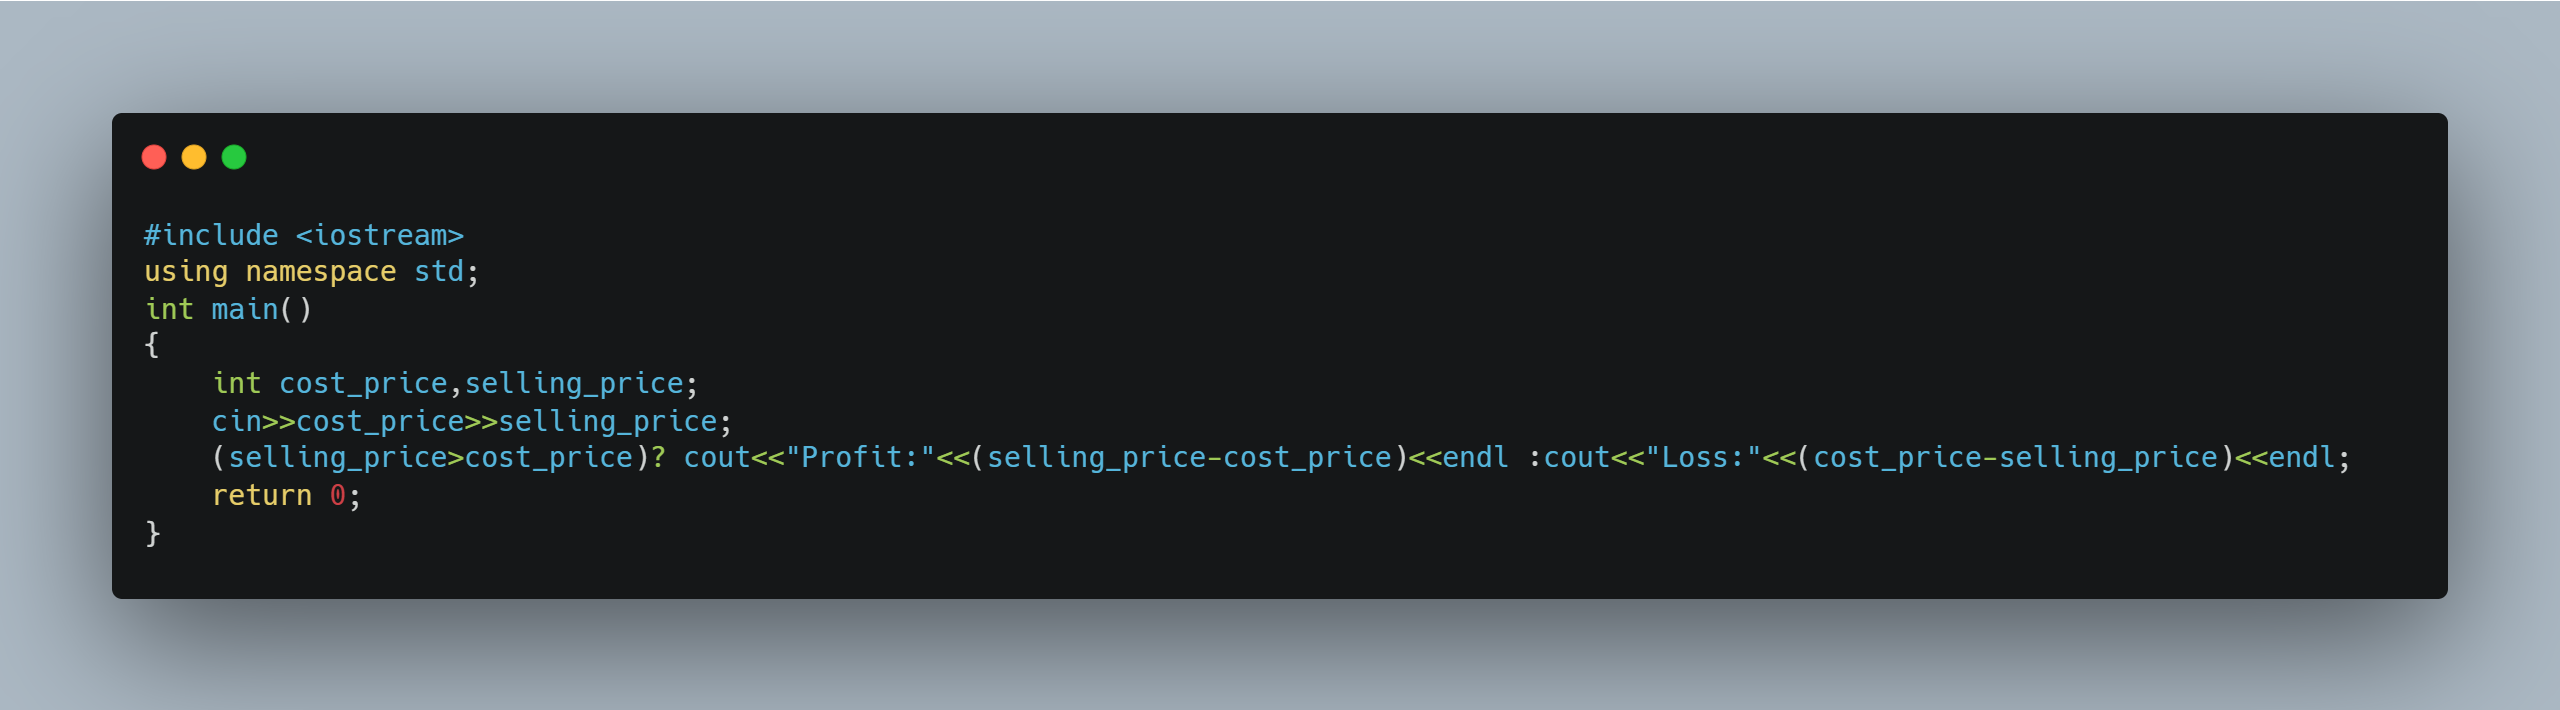 #include <iostream>
using namespace std;
int main()
{
    int cost_price,selling_price;
    cin>>cost_price>>selling_price;
    (selling_price>cost_price)? cout<<"Profit:"<<(selling_price-cost_price)<<endl :cout<<"Loss:"<<(cost_price-selling_price)<<endl;
    return 0;
}